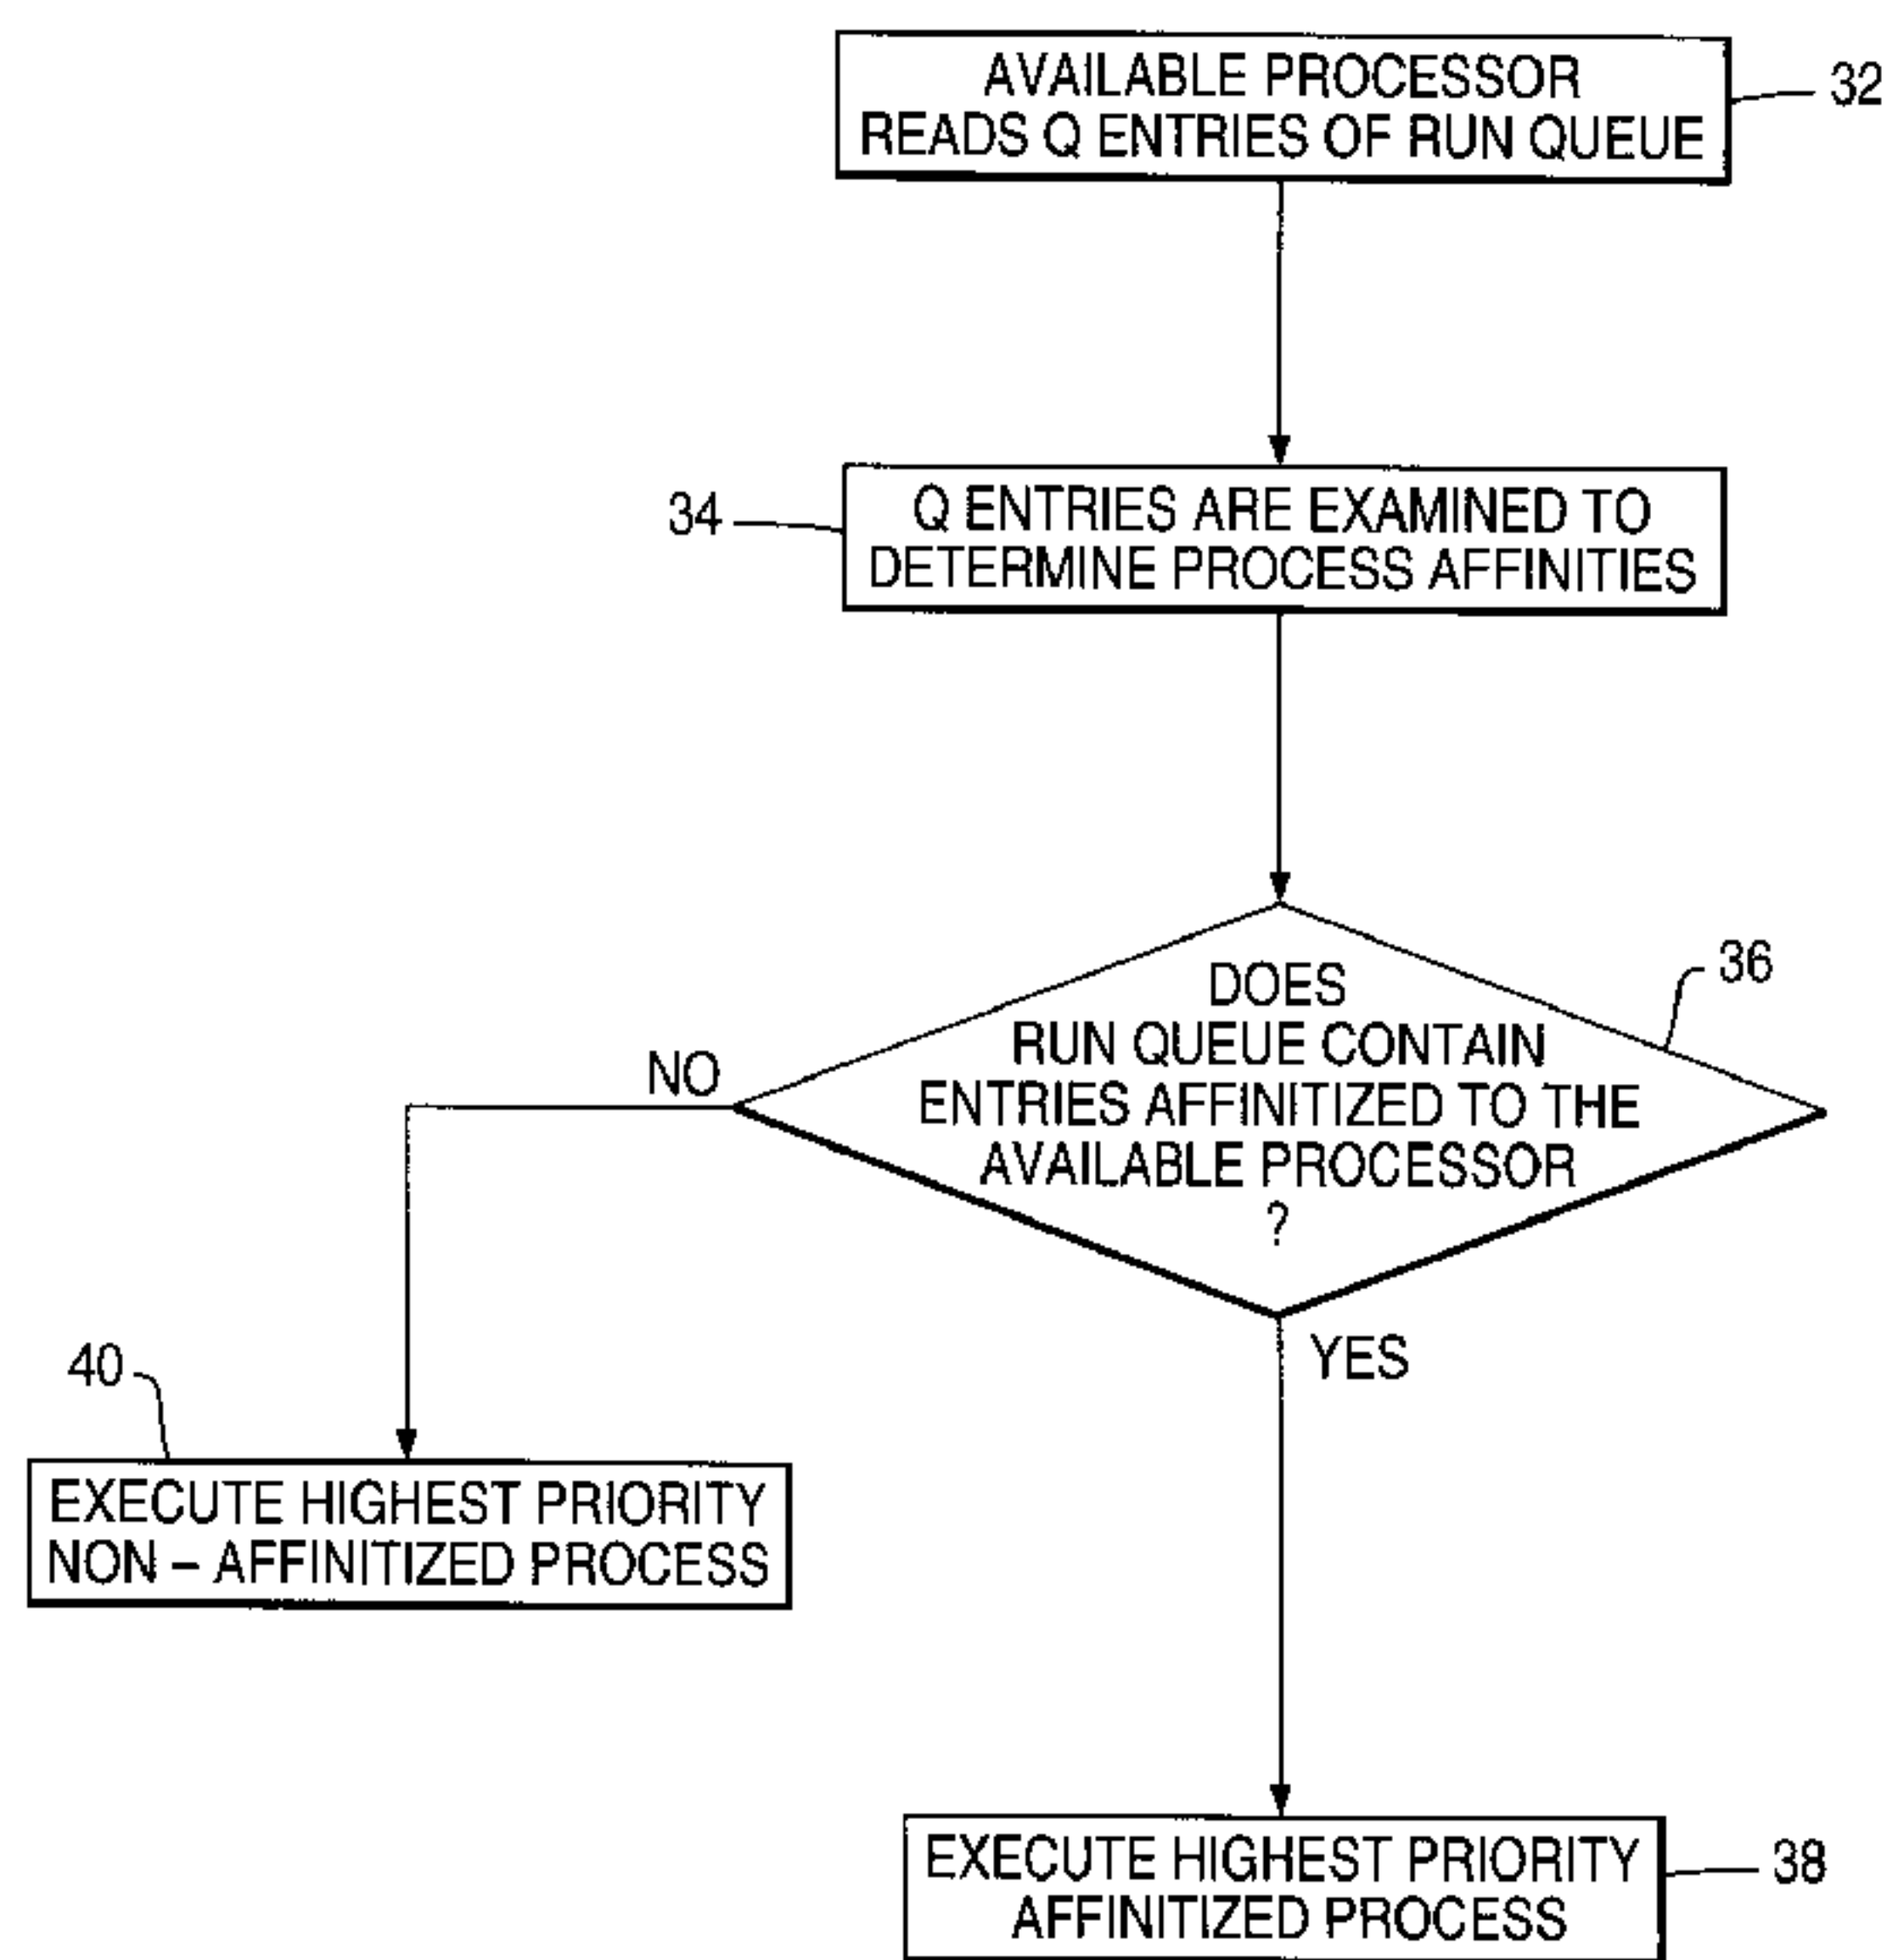 AVAILABLE PROCESSOR
READS Q ENTRIES OF RUN QUEUE
32
34
Q ENTRIES ARE EXAMINED TO
DETERMINE PROCESS AFFINITIES
36
DOES
RUN QUEUE CONTAIN
ENTRIES AFFINITIZED TO THE
AVAILABLE PROCESSOR
?
NO
YES
40
EXECUTE HIGHEST PRIORITY
NON – AFFINITIZED PROCESS
EXECUTE HIGHEST PRIORITY
AFFINITIZED PROCESS
38